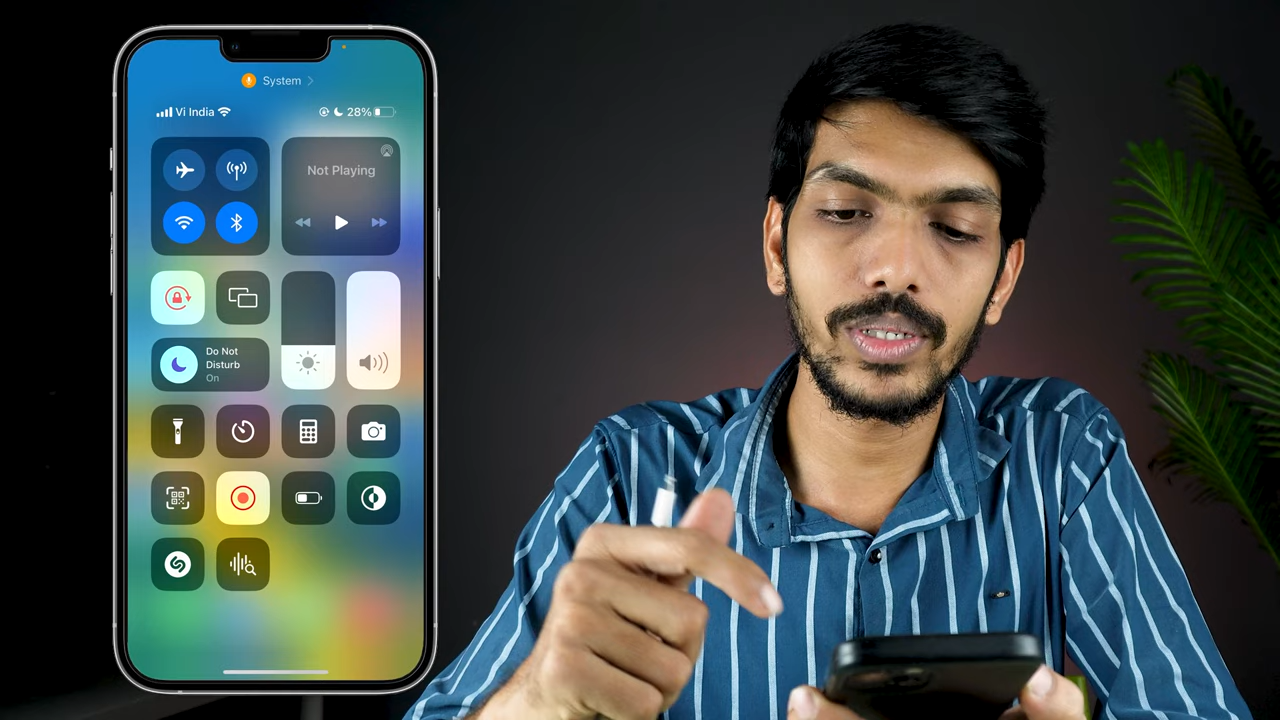 System
Vi India 28%
Not Playing
Do Not
Disturb
On